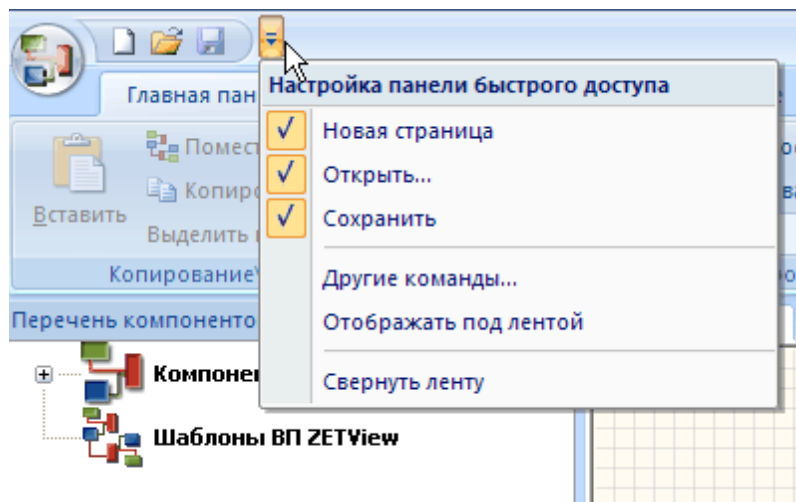 Главная пан
Настройка панели быстрого доступа
Новая страница
Открыть...
Сохранить
Другие команды...
Отображать под лентой
Свернуть ленту
Вставить
Помест
Копиро
Выделить
Копирование\
Перечень компоненто
Компонен
Шаблоны ВП ZETView